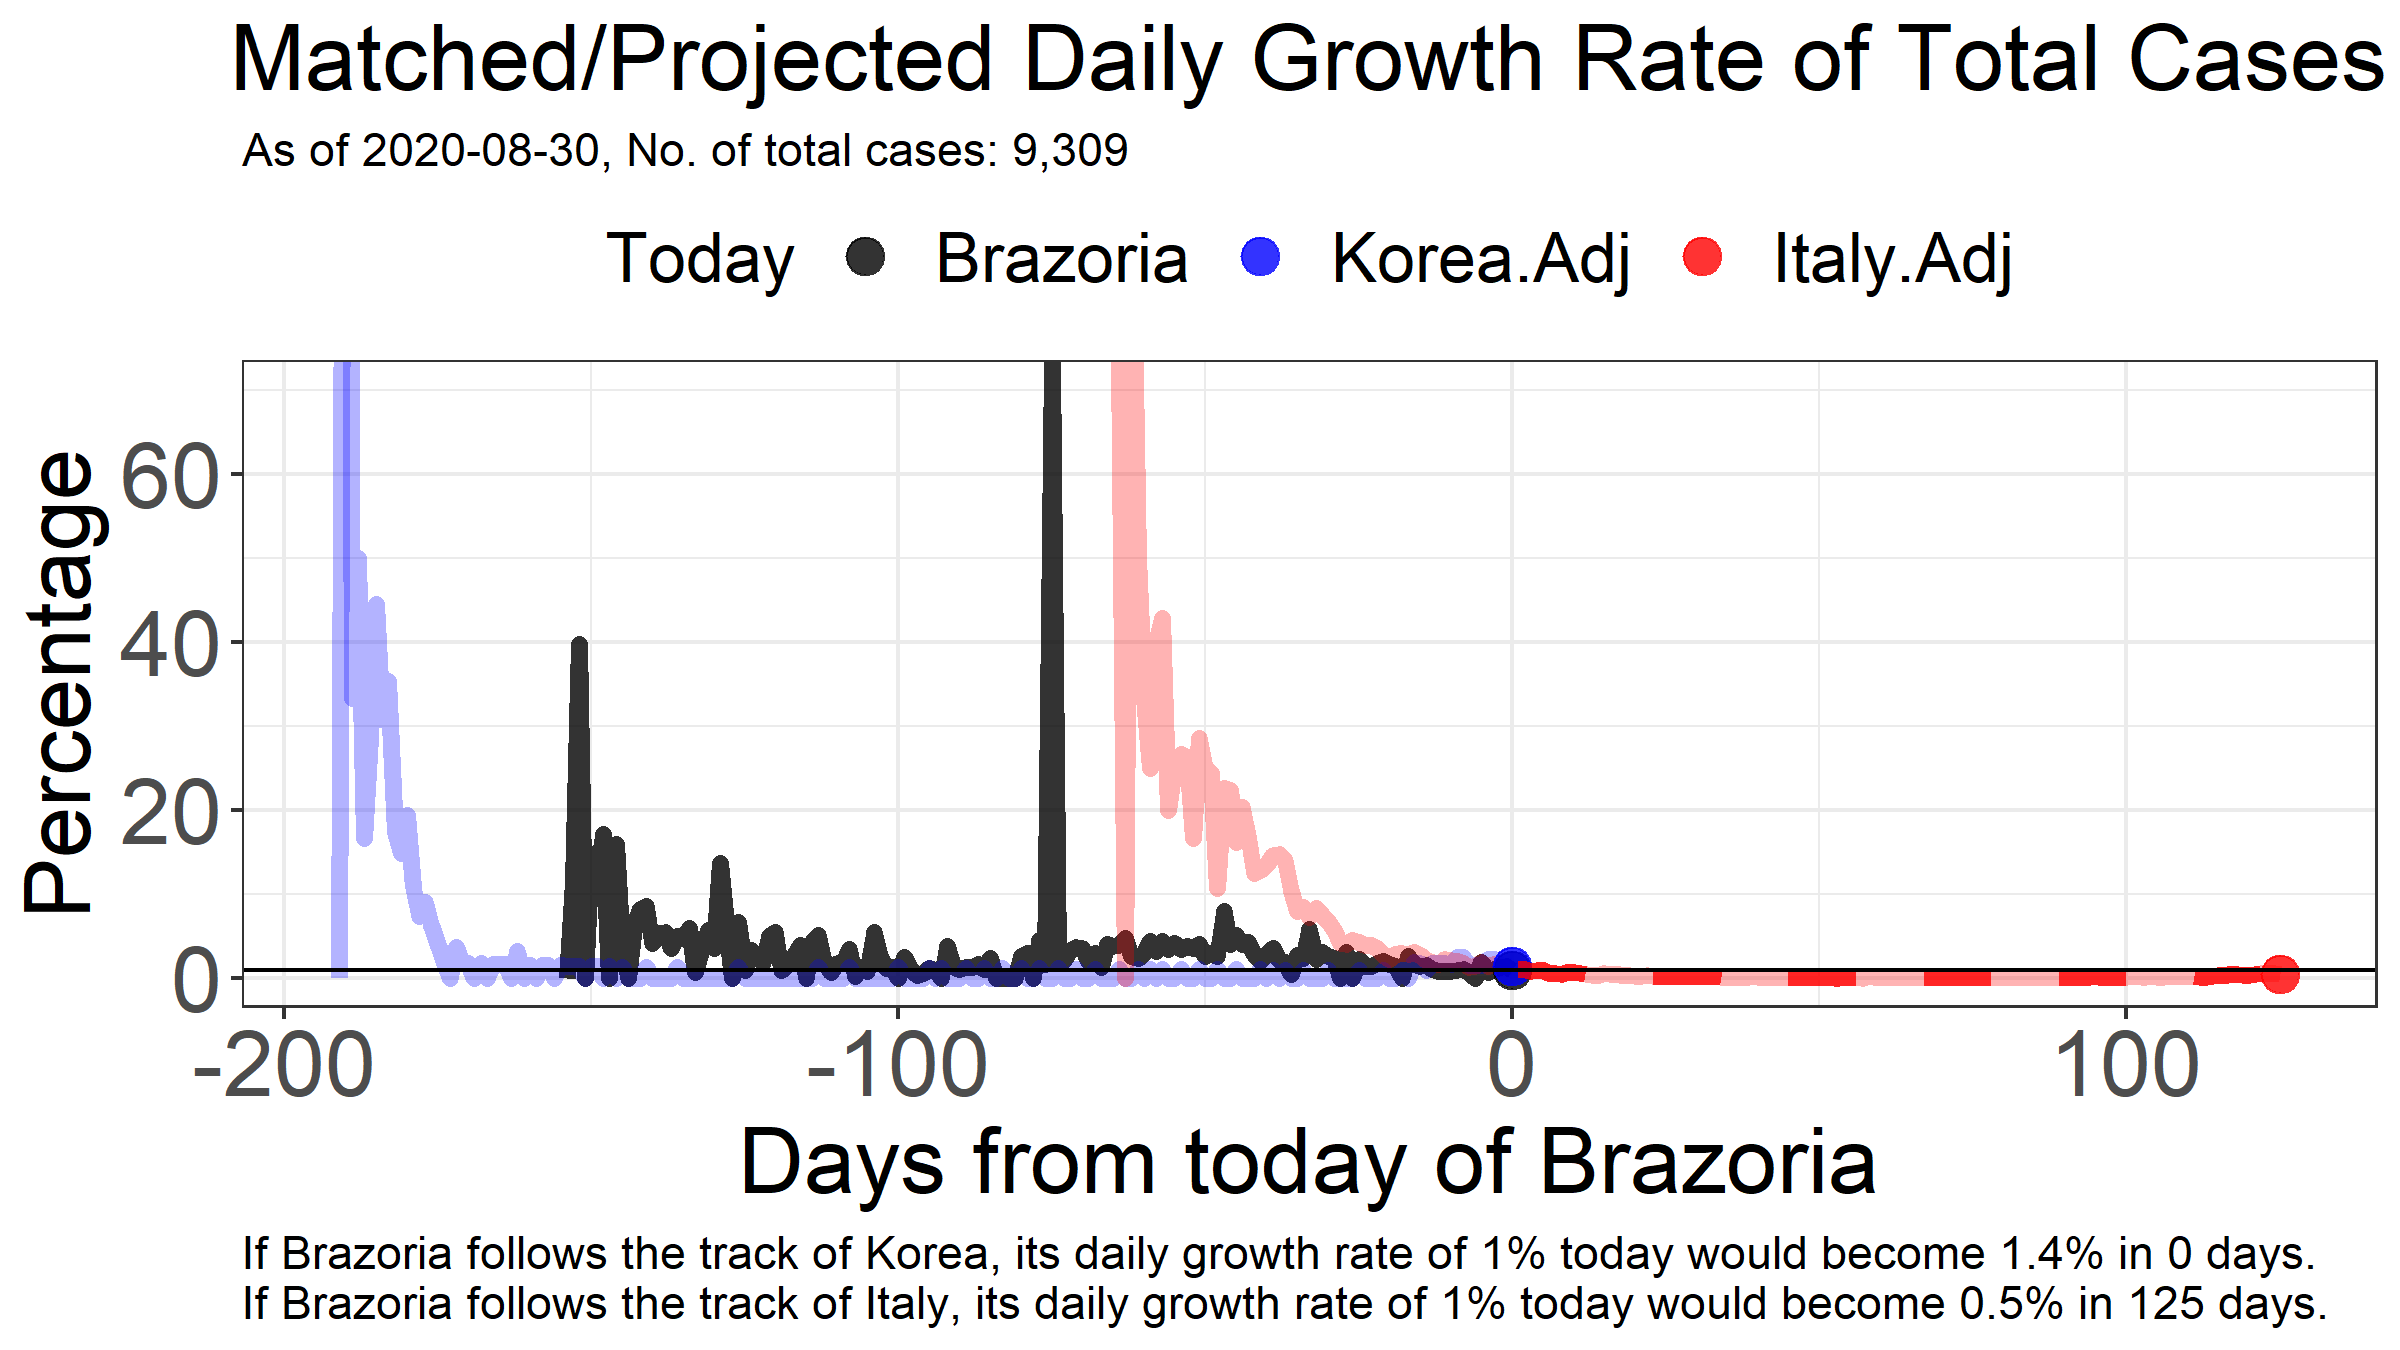 Matched/Projected Daily Growth Rate of Total Cases
As of 2020-08-30, No. of total cases: 9,309
Today Brazoria Korea.Adj Italy.Adj
Percentage
60
40
20
0
-200 -100 0 100
Days from today of Brazoria
If Brazoria follows the track of Korea, its daily growth rate of 1% today would become 1.4% in 0 days.
If Brazoria follows the track of Italy, its daily growth rate of 1% today would become 0.5% in 125 days.